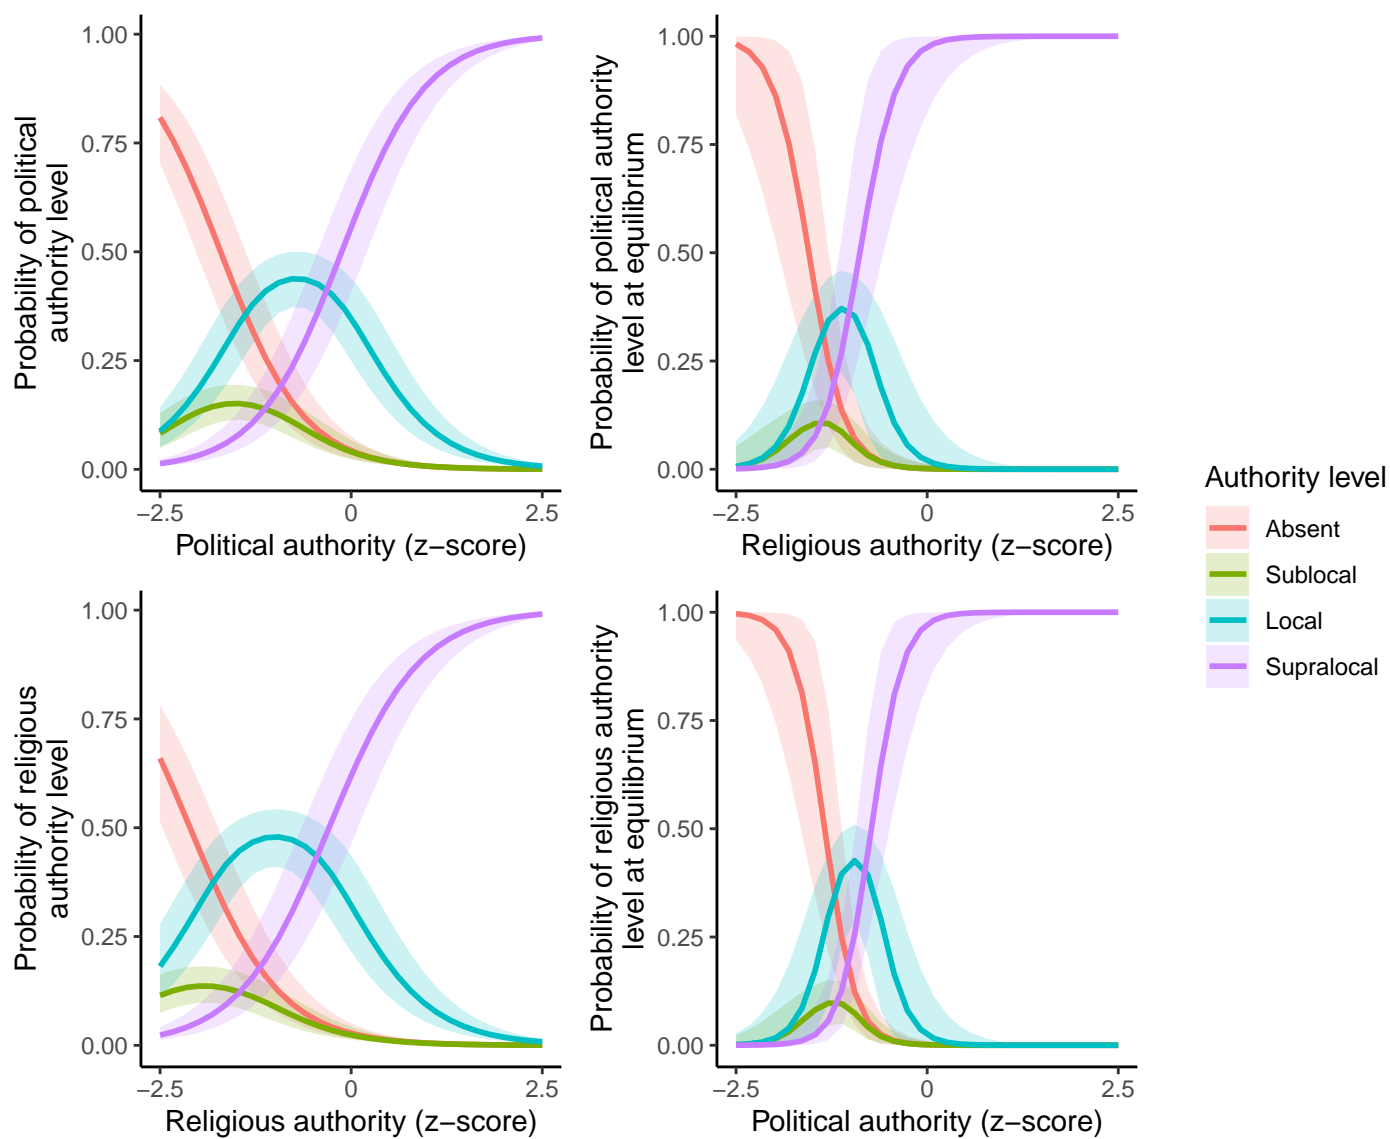 Probability of political
authority level
1.00
0.75
0.50
0.25
0.00
−2.5
0
2.5
Political authority (z−score)
Probability of political authority
level at equilibrium
1.00
0.75
0.50
0.25
0.00
−2.5
0
2.5
Religious authority (z−score)
Probability of religious
authority level
1.00
0.75
0.50
0.25
0.00
−2.5
0
2.5
Religious authority (z−score)
Probability of religious authority
level at equilibrium
1.00
0.75
0.50
0.25
0.00
−2.5
0
2.5
Political authority (z−score)
Authority level
Absent
Sublocal
Local
Supralocal